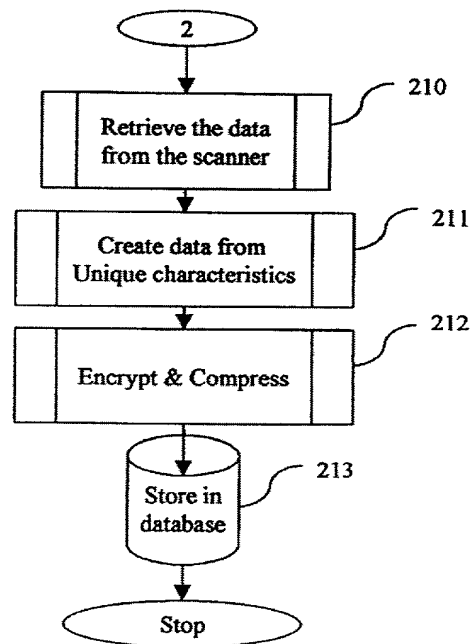 2
210
Retrieve the data
from the scanner
211
Create data from
Unique characteristics
212
Encrypt & Compress
213
Store in
database
Stop